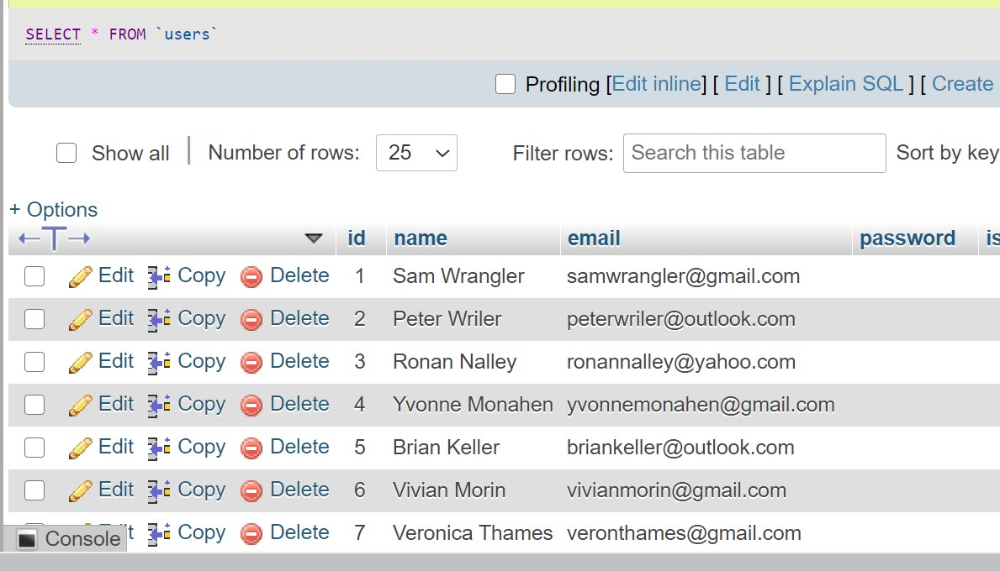 SELECT * FROM `users`
Profiling [Edit inline] [ Edit ] [ Explain SQL ] [ Create
Show all Number of rows: 25 Filter rows: Search this table Sort by key
+ Options
←T→ id name email password is
Edit Copy Delete 1 Sam Wrangler samwrangler@gmail.com
Edit Copy Delete 2 Peter Wriler peterwriler@outlook.com
Edit Copy Delete 3 Ronan Nalley ronannalley@yahoo.com
Edit Copy Delete 4 Yvonne Monahen yvonnemonahen@gmail.com
Edit Copy Delete 5 Brian Keller briankeller@outlook.com
Edit Copy Delete 6 Vivian Morin vivianmorin@gmail.com
Copy Delete 7 Veronica Thames veronthames@gmail.com
Console